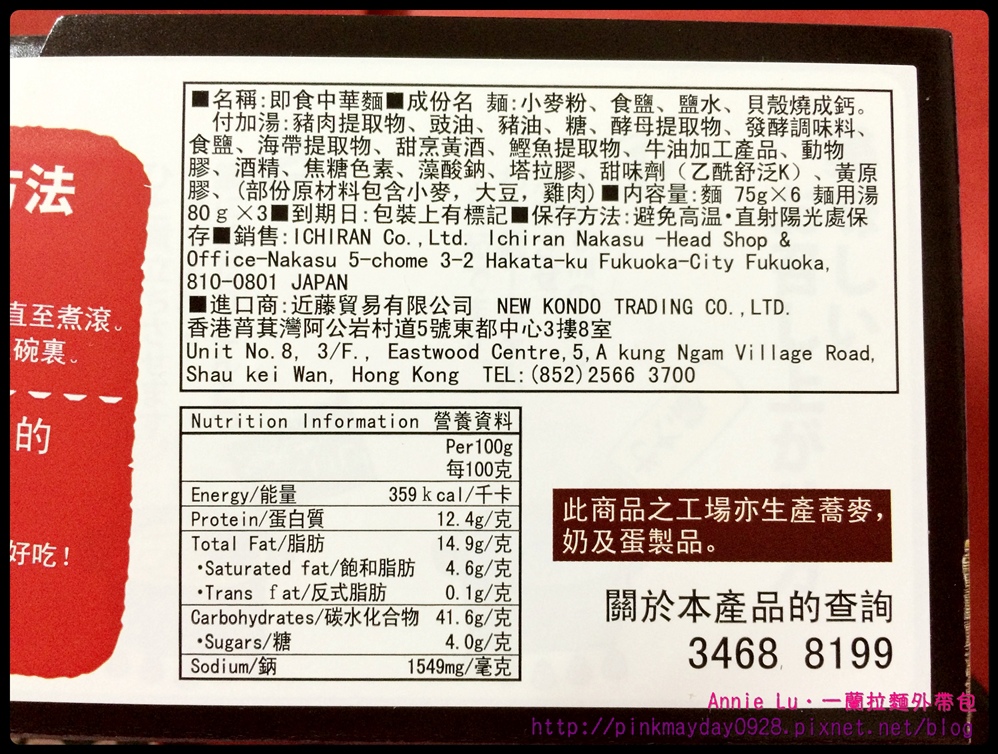 方法
直至煮滾。
碗裏。
的
好吃!
■名稱:即食中華麵■成份名 麵:小麥粉、食鹽、鹽水、貝殼燒成鈣。
付加湯:豬肉提取物、豉油、豬油、糖、酵母提取物、發酵調味料、
食鹽、海帶提取物、甜烹黃酒、鰹魚提取物、牛油加工產品、動物
膠、酒精、焦糖色素、藻酸鈉、塔拉膠、甜味劑(乙酰舒泛K)、黃原
膠、(部份原材料包含小麥,大豆,雞肉)■内容量:麵 75g×6 麵用湯
80g×3■到期日:包裝上有標記■保存方法:避免高温・直射陽光處保
存■銷售:ICHIRAN Co.,Ltd. Ichiran Nakasu -Head Shop &
Office-Nakasu 5-chome 3-2 Hakata-ku Fukuoka-City Fukuoka,
810-0801 JAPAN
■進口商:近藤貿易有限公司 NEW KONDO TRADING CO.,LTD.
香港筲萁灣阿公岩村道5號東都中心3摟8室
Unit No.8, 3/F., Eastwood Centre,5,A kung Ngam Village Road,
Shau kei Wan, Hong Kong TEL:(852)2566 3700
Nutrition Information 營養資料
Per100g
每100克
Energy/能量 359kcal/千卡
Protein/蛋白質 12.4g/克
Total Fat/脂肪 14.9g/克
・Saturated fat/飽和脂肪 4.6g/克
・Trans fat/反式脂肪 0.1g/克
Carbohydrates/碳水化合物 41.6g/克
・Sugars/糖 4.0g/克
Sodium/鈉 1549mg/毫克
此商品之工場亦生產蕎麥,
奶及蛋製品。
關於本產品的查詢
3468 8199
Annie Lu・一蘭拉麵外帶包
http://pinkmayday0928.pixnet.net/blog